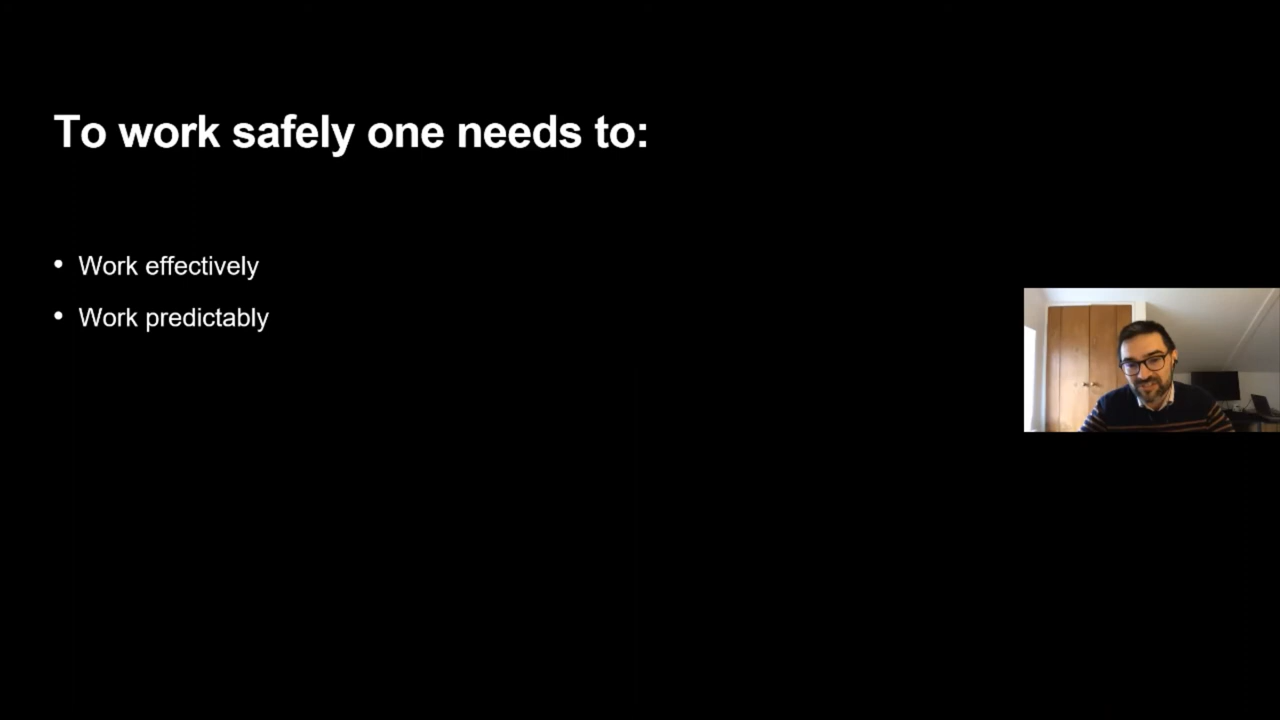 To work safely one needs to:
• Work effectively
• Work predictably